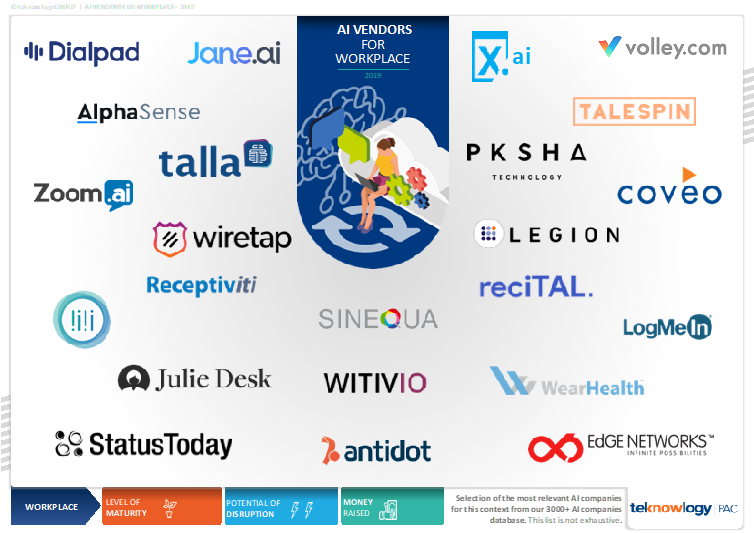 © teknowlogy GROUP | AI VENDORS FOR WORKPLACE – 2019
AI VENDORS
FOR
WORKPLACE
2019
Dialpad
Jane.ai
X.ai
volley.com
AlphaSense
TALESPIN
talla
PKSHA
TECHNOLOGY
Zoom.ai
coveo
wiretap
LEGION
Receptiviti
reciTAL.
SINEQUA
LogMeIn
Julie Desk
WITIVIO
WearHealth
StatusToday
antidot
EdGE NETWORKS™
INFINITE POSSIBILITIES
WORKPLACE
LEVEL OF
MATURITY
POTENTIAL OF
DISRUPTION
MONEY
RAISED
Selection of the most relevant AI companies
for this context from our 3000+ AI companies
database. This list is not exhaustive.
teknowlogy | PAC